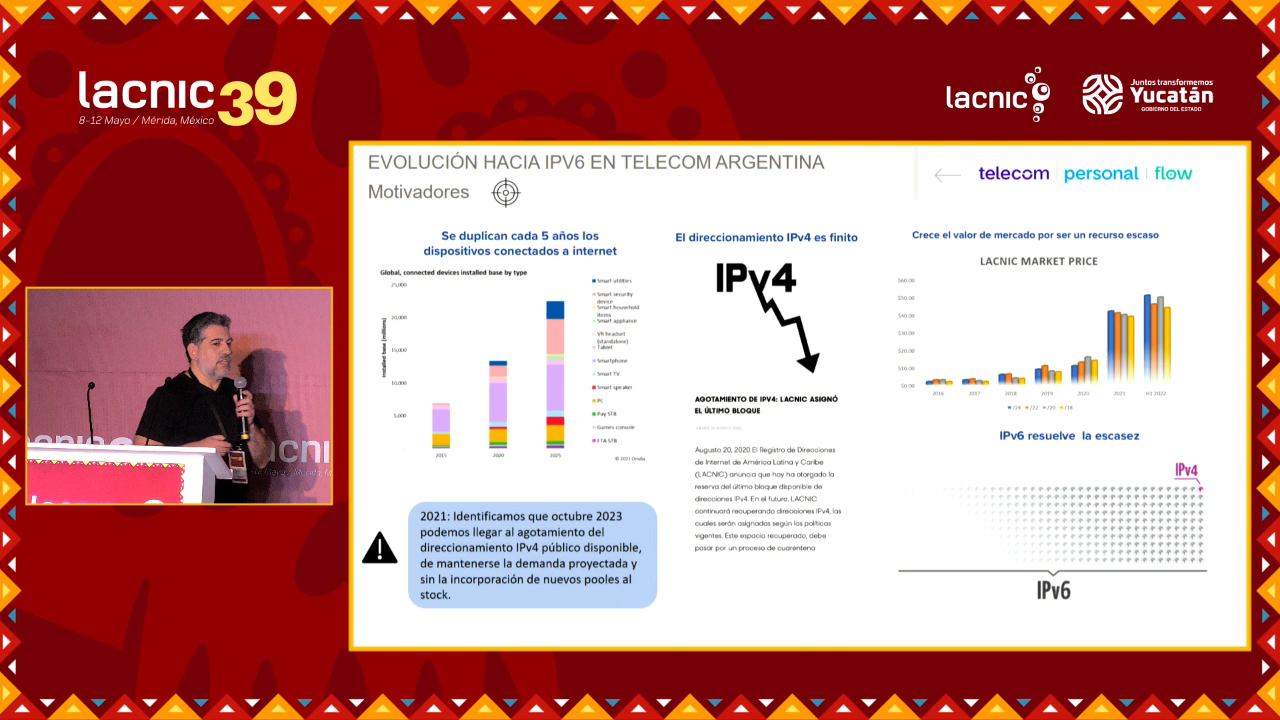 lacnic 39
8-12 Mayo / Mérida, México
lacnic
Juntos transformemos
Yucatán
GOBIERNO DEL ESTADO
EVOLUCIÓN HACIA IPV6 EN TELECOM ARGENTINA
Motivadores
telecom personal flow
Se duplican cada 5 años los
dispositivos conectados a internet
Global, connected devices installed base by type
Installed base (millions)
25,000
20,000
15,000
10,000
5,000
2015 2020 2025
Smart utilities
Smart security
device
Smart household
items
Smart appliance
VR headset
(standalone)
Tablet
Smartphone
Smart TV
Smart speaker
PC
Pay STB
Games console
FTA STB
© 2021 Omdia
2021: Identificamos que octubre 2023
podemos llegar al agotamiento del
direccionamiento IPv4 público disponible,
de mantenerse la demanda proyectada y
sin la incorporación de nuevos pooles al
stock.
El direccionamiento IPv4 es finito
IPv4
AGOTAMIENTO DE IPV4: LACNIC ASIGNÓ
EL ÚLTIMO BLOQUE
Augusto 20, 2020 El Registro de Direcciones
de Internet de América Latina y Caribe
(LACNIC) anuncia que hoy ha otorgado la
reserva del último bloque disponible de
direcciones IPv4. En el futuro, LACNIC
continuará recuperando direcciones IPv4, las
cuales serán asignadas según las políticas
vigentes. Este espacio recuperado, debe
pasar por un proceso de cuarentena
Crece el valor de mercado por ser un recurso escaso
LACNIC MARKET PRICE
$60.00
$50.00
$40.00
$30.00
$20.00
$10.00
$0.00
2016 2017 2018 2019 2020 2021 H1 2022
/24 /22 /20 /18
IPv6 resuelve la escasez
IPv4
IPv6
lacnic
lacni